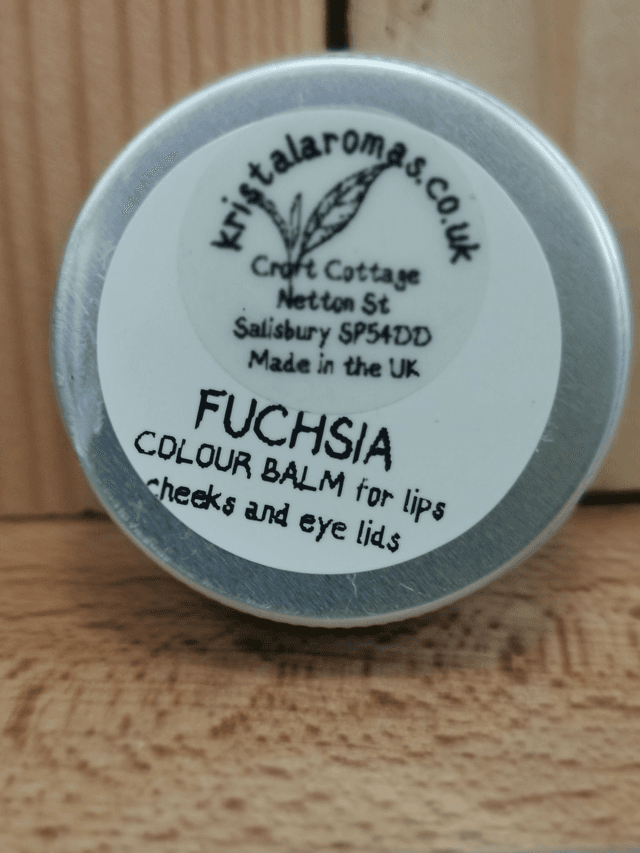 kristalaromas.co.uk
Croft Cottage
Netton St
Salisbury SP54DD
Made in the UK
FUCHSIA
COLOUR BALM for lips
cheeks and eye lids